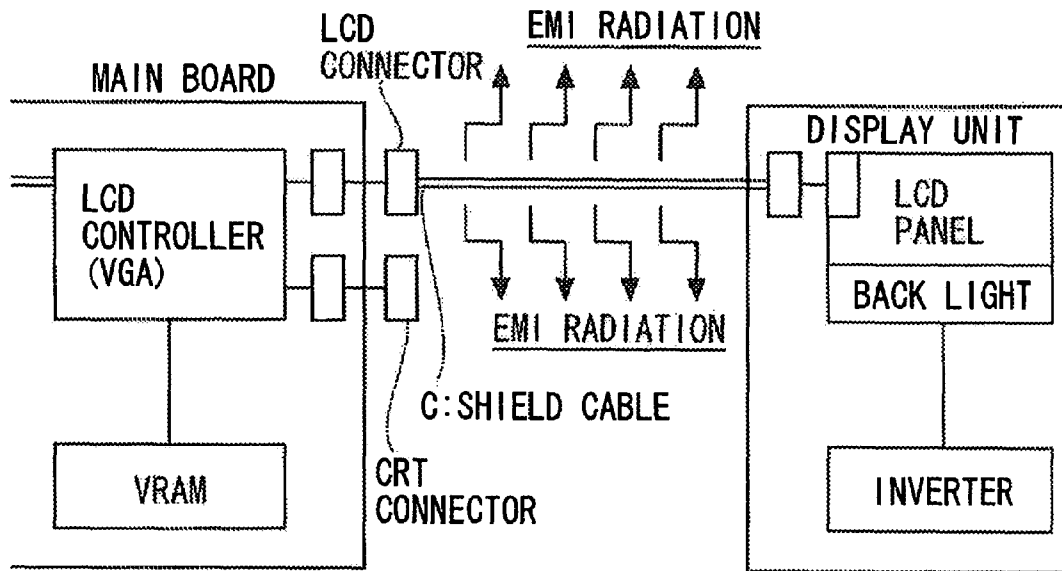 LCD
CONNECTOR
EMI RADIATION
MAIN BOARD
DISPLAY UNIT
LCD
CONTROLLER
(VGA)
LCD
PANEL
BACK LIGHT
EMI RADIATION
C:SHIELD CABLE
VRAM
CRT
CONNECTOR
INVERTER